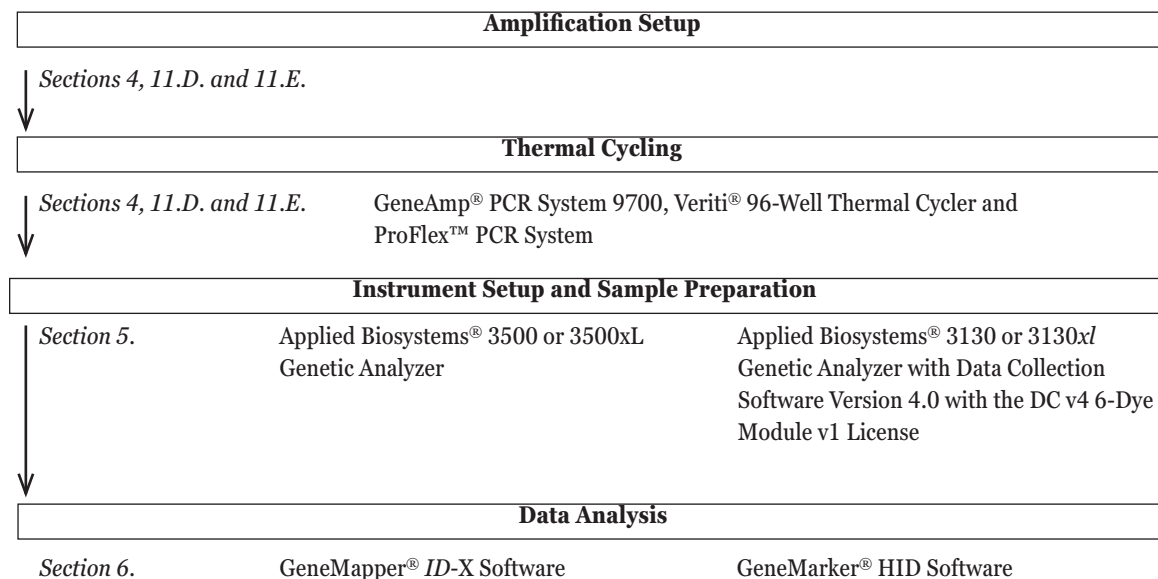 Amplification Setup
Sections 4, 11.D. and 11.E.
Thermal Cycling
Sections 4, 11.D. and 11.E.
GeneAmp® PCR System 9700, Veriti® 96-Well Thermal Cycler and
ProFlex™ PCR System
Instrument Setup and Sample Preparation
Section 5.
Applied Biosystems® 3500 or 3500xL
Genetic Analyzer
Applied Biosystems® 3130 or 3130xl
Genetic Analyzer with Data Collection
Software Version 4.0 with the DC v4 6-Dye
Module v1 License
Data Analysis
Section 6.
GeneMapper® ID-X Software
GeneMarker® HID Software